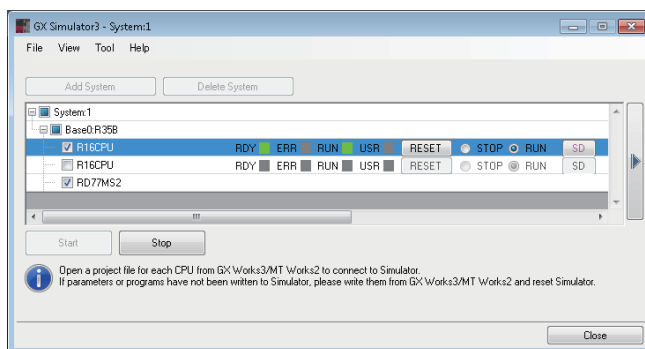 GX Simulator3 - System:1
File View Tool Help
Add System Delete System
System:1
Base0:R35B
R16CPU RDY ERR RUN USR RESET STOP RUN SD
R16CPU RDY ERR RUN USR RESET STOP RUN SD
RD77MS2
Start Stop
Open a project file for each CPU from GX Works3/MT Works2 to connect to Simulator.
If parameters or programs have not been written to Simulator, please write them from GX Works3/MT Works2 and reset Simulator.
Close